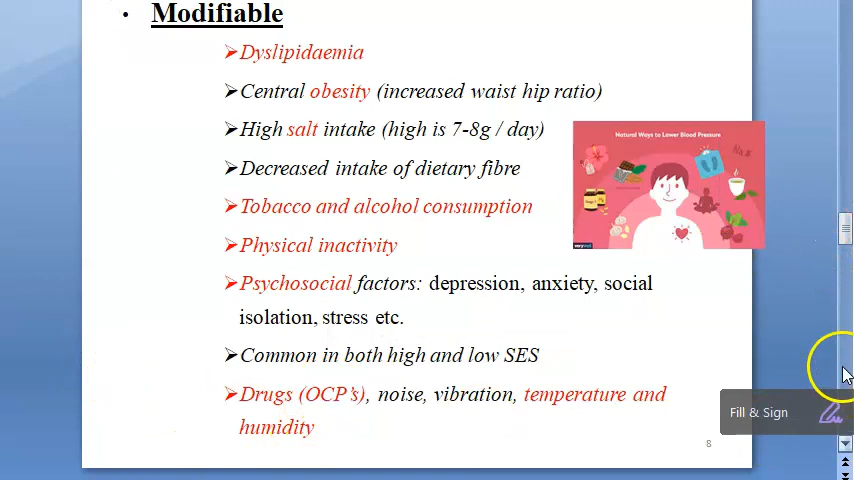 • Modifiable
➢Dyslipidaemia
➢Central obesity (increased waist hip ratio)
➢High salt intake (high is 7-8g / day)
➢Decreased intake of dietary fibre
➢Tobacco and alcohol consumption
➢Physical inactivity
➢Psychosocial factors: depression, anxiety, social
isolation, stress etc.
➢Common in both high and low SES
➢Drugs (OCP's), noise, vibration, temperature and
humidity
Natural Ways to Lower Blood Pressure
verywell
Fill & Sign
8